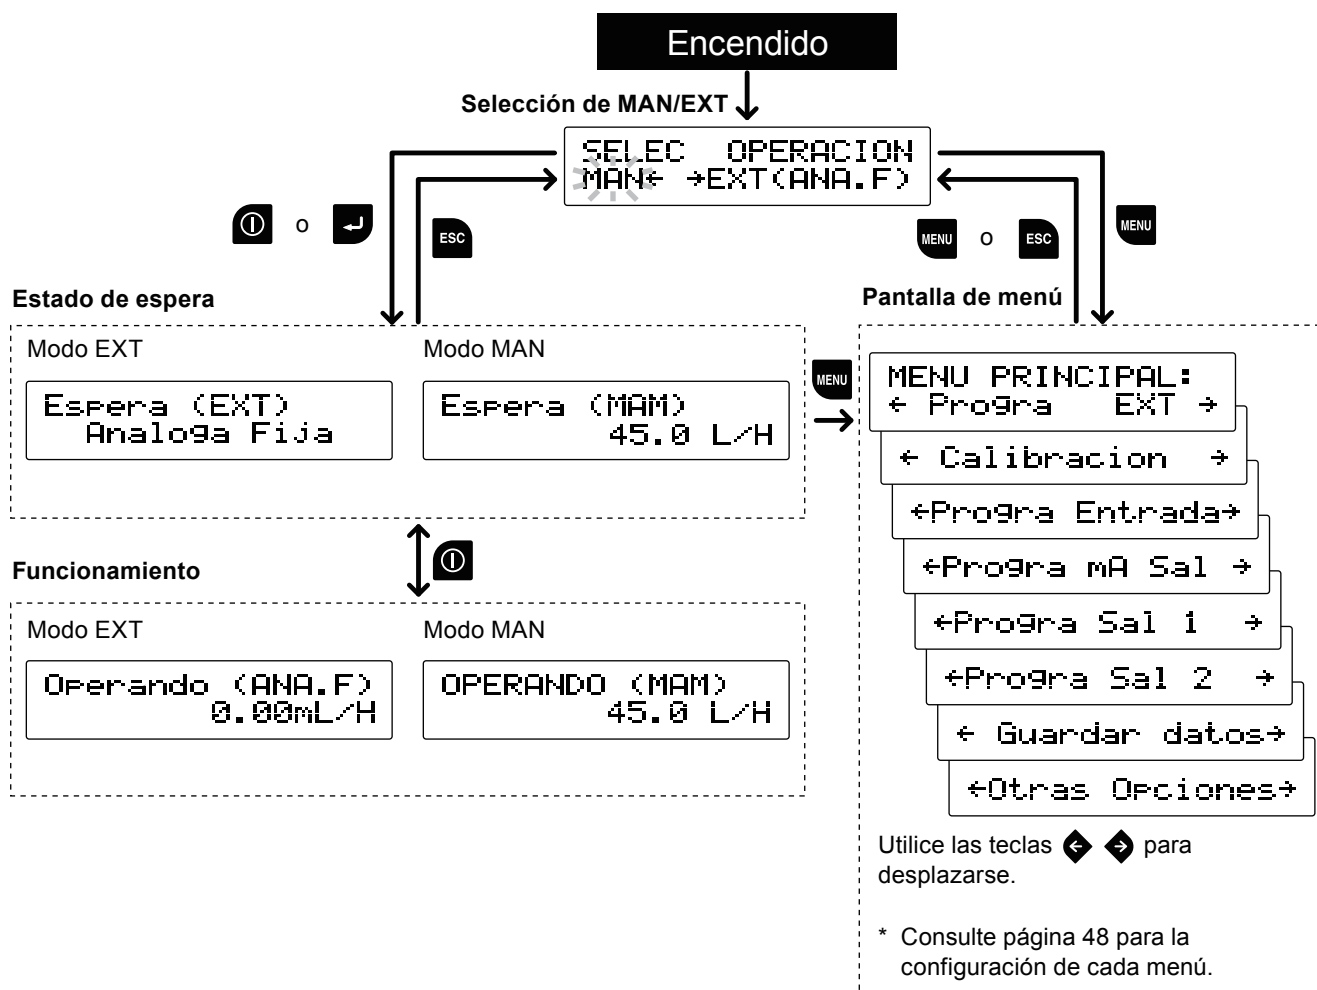 Encendido
Selección de MAN/EXT
SELEC OPERACION
MAN← →EXT(ANA.F)
o
ESC
MENU
o
ESC
MENU
Estado de espera
Modo EXT
Modo MAN
Espera (EXT)
Analoga Fija
Espera (MAM)
45.0 L/H
MENU
Pantalla de menú
MENU PRINCIPAL:
← Progra EXT →
← Calibracion →
←Progra Entrada→
←Progra mA Sal →
←Progra Sal 1 →
←Progra Sal 2 →
← Guardar datos→
←Otras Opciones→
Funcionamiento
Modo EXT
Modo MAN
Operando (ANA.F)
0.00mL/H
OPERANDO (MAM)
45.0 L/H
Utilice las teclas ← → para
desplazarse.
* Consulte página 48 para la
configuración de cada menú.